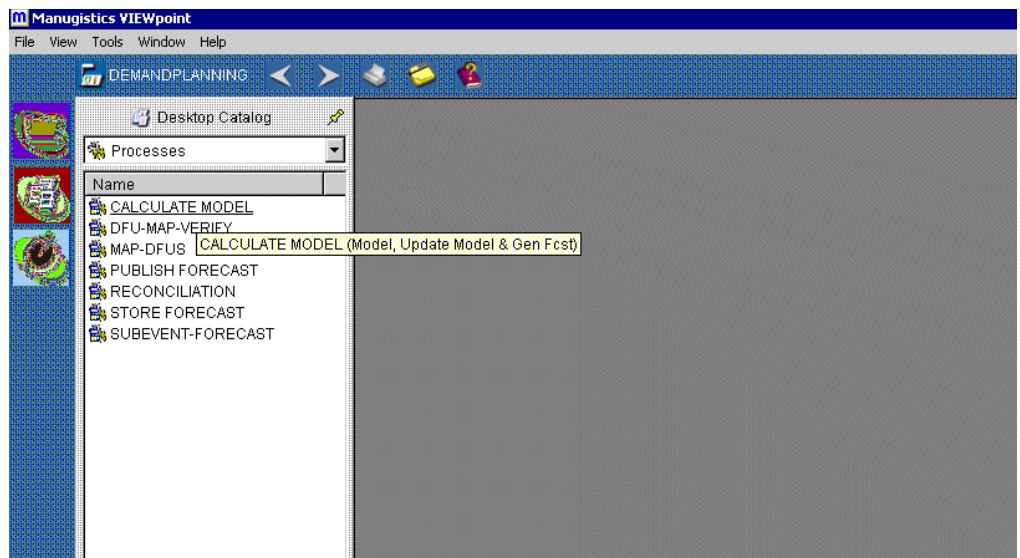 Manugistics VIEWpoint
File View Tools Window Help
DEMANDPLANNING
Desktop Catalog
Processes
Name
CALCULATE MODEL
DFU-MAP-VERIFY
MAP-DFUS
CALCULATE MODEL (Model, Update Model & Gen Fcst)
PUBLISH FORECAST
RECONCILIATION
STORE FORECAST
SUBEVENT-FORECAST